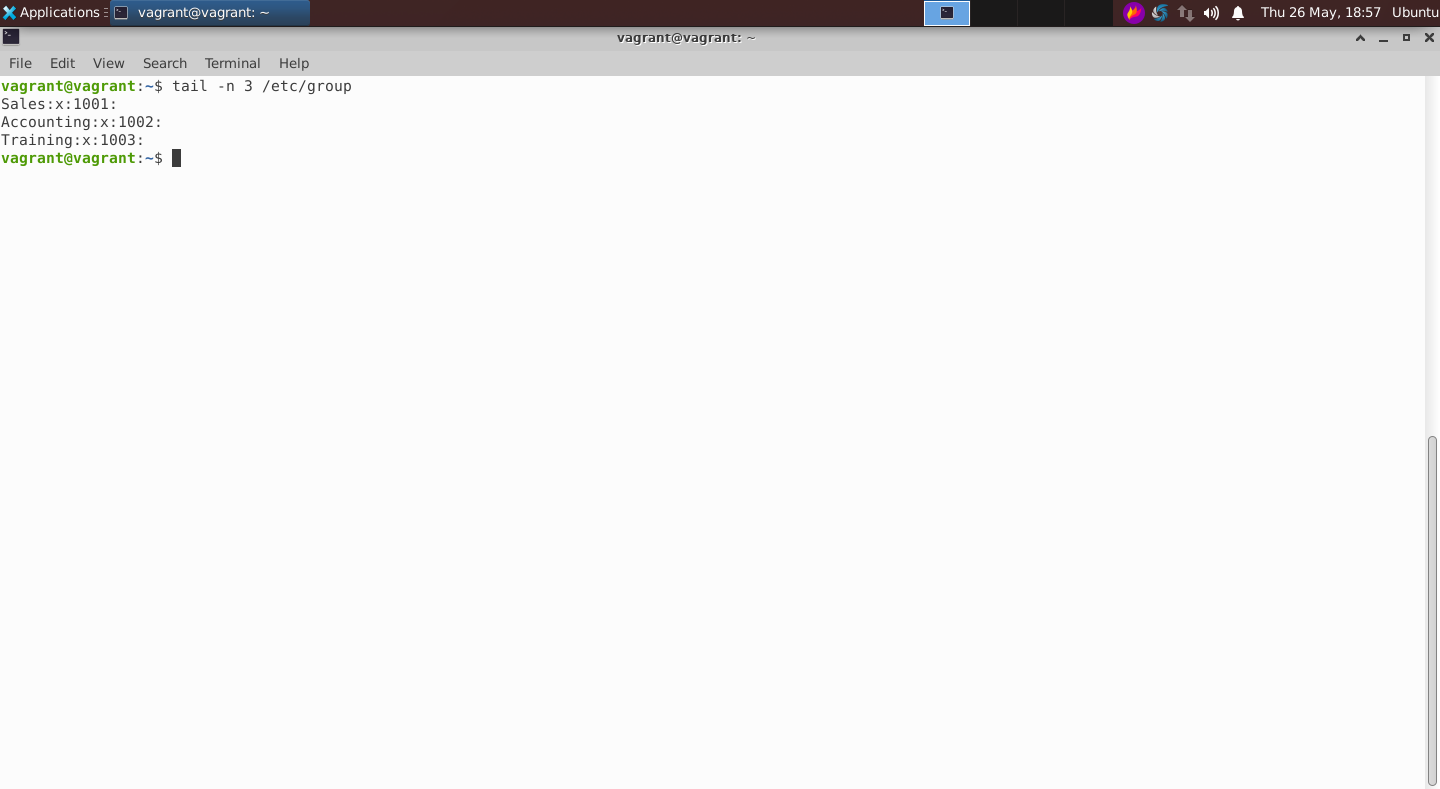 Applications
vagrant@vagrant: ~
Thu 26 May, 18:57
Ubuntu
vagrant@vagrant: ~
File Edit View Search Terminal Help
vagrant@vagrant:~$ tail -n 3 /etc/group
Sales:x:1001:
Accounting:x:1002:
Training:x:1003:
vagrant@vagrant:~$